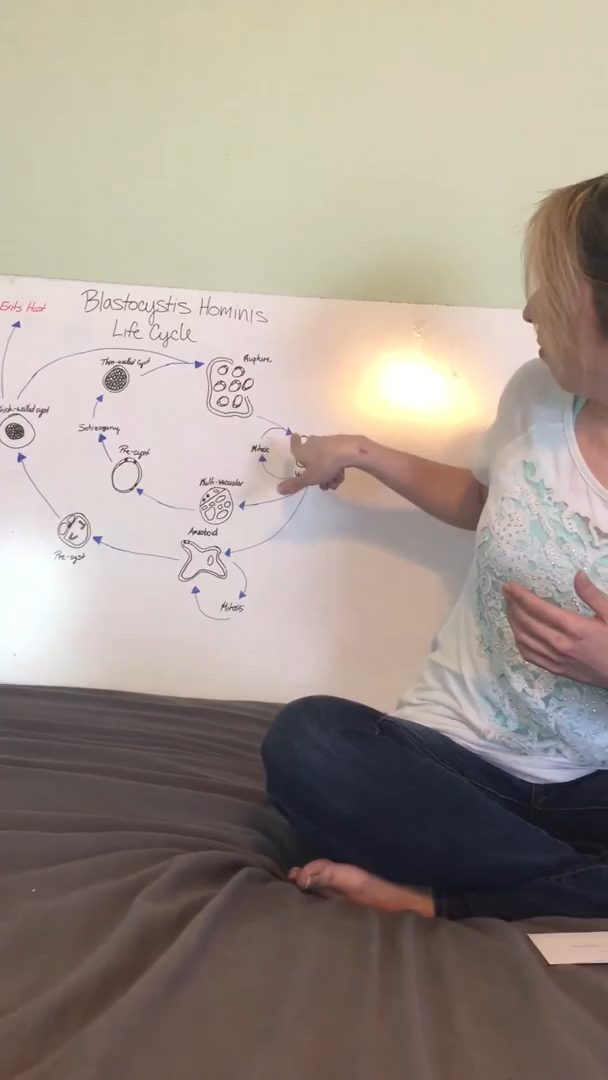 Exits Host
Blastocystis Hominis
Life Cycle
Thin-walled cyst
Rupture
Thick-walled cyst
Schizogony
Mitosis
Pre-cyst
Multi-vacuolar
Ameoboid
Pre-cyst
Mitosis